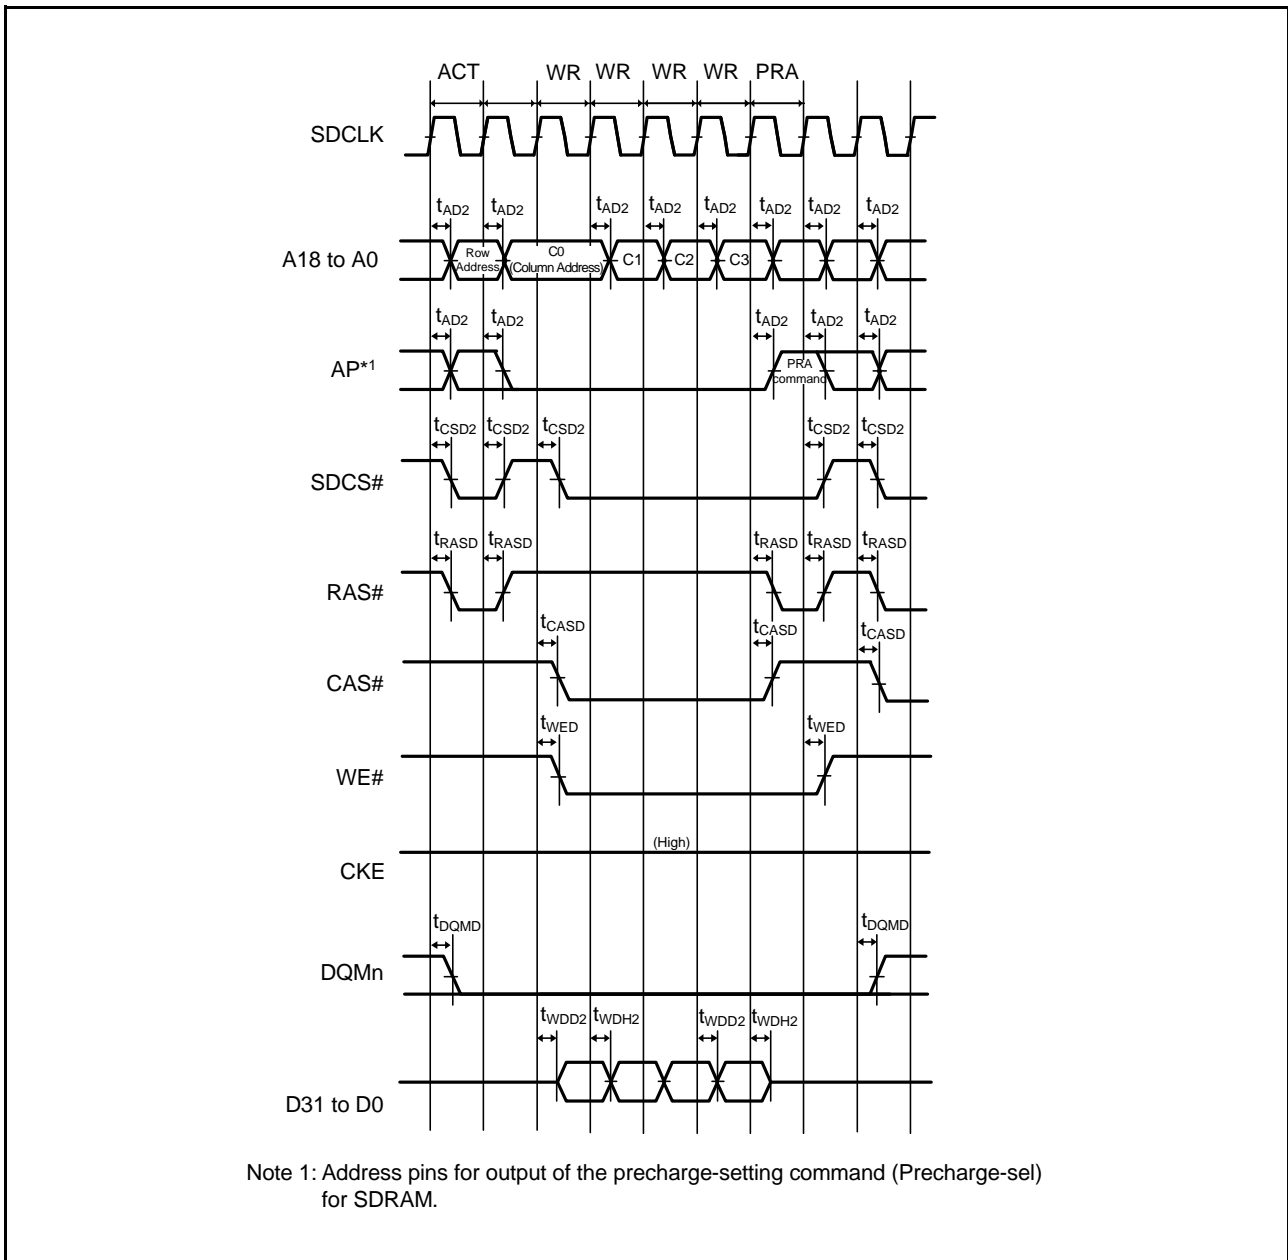 ACT WR WR WR WR PRA
SDCLK
tAD2 tAD2 tAD2 tAD2 tAD2 tAD2 tAD2 tAD2
A18 to A0
Row Address
C0 (Column Address)
C1 C2 C3
tAD2 tAD2 tAD2 tAD2 tAD2
AP*1
PRA command
tCSD2 tCSD2 tCSD2 tCSD2 tCSD2
SDCS#
tRASD tRASD tRASD tRASD tRASD
RAS#
tCASD tCASD tCASD
CAS#
tWED tWED
WE#
(High)
CKE
tDQMD tDQMD
DQMn
tWDD2 tWDH2 tWDD2 tWDH2
D31 to D0
Note 1: Address pins for output of the precharge-setting command (Precharge-sel)
for SDRAM.